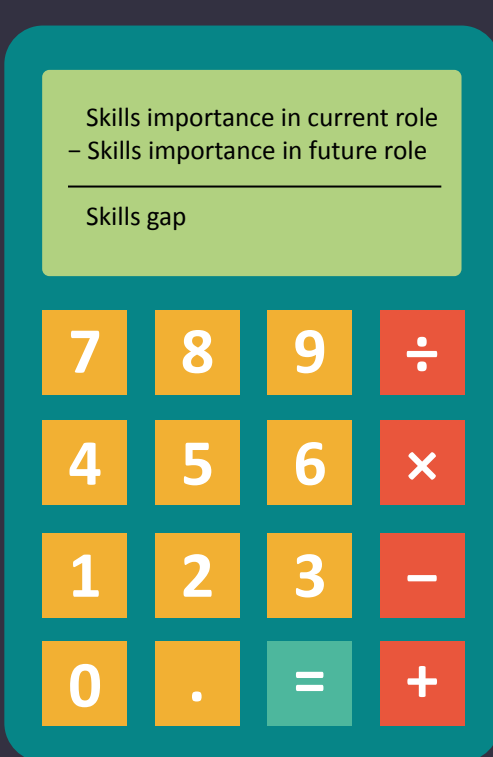 Skills importance in current role
– Skills importance in future role
Skills gap
7 8 9 ÷
4 5 6 ×
1 2 3 –
0 . = +